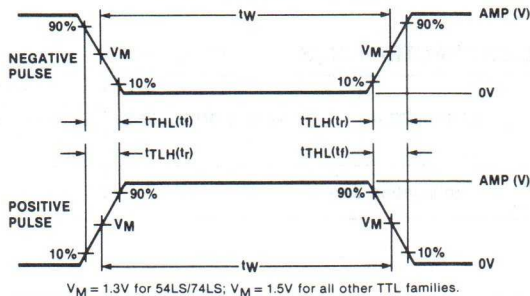 90% tW 90% AMP (V)
NEGATIVE PULSE VM VM
10% 10% 0V
tTHL(tf) tTLH(tr)
tTLH(tr) tTHL(tf)
90% 90% AMP (V)
POSITIVE PULSE VM VM
10% tW 10% 0V
VM = 1.3V for 54LS/74LS; VM = 1.5V for all other TTL families.